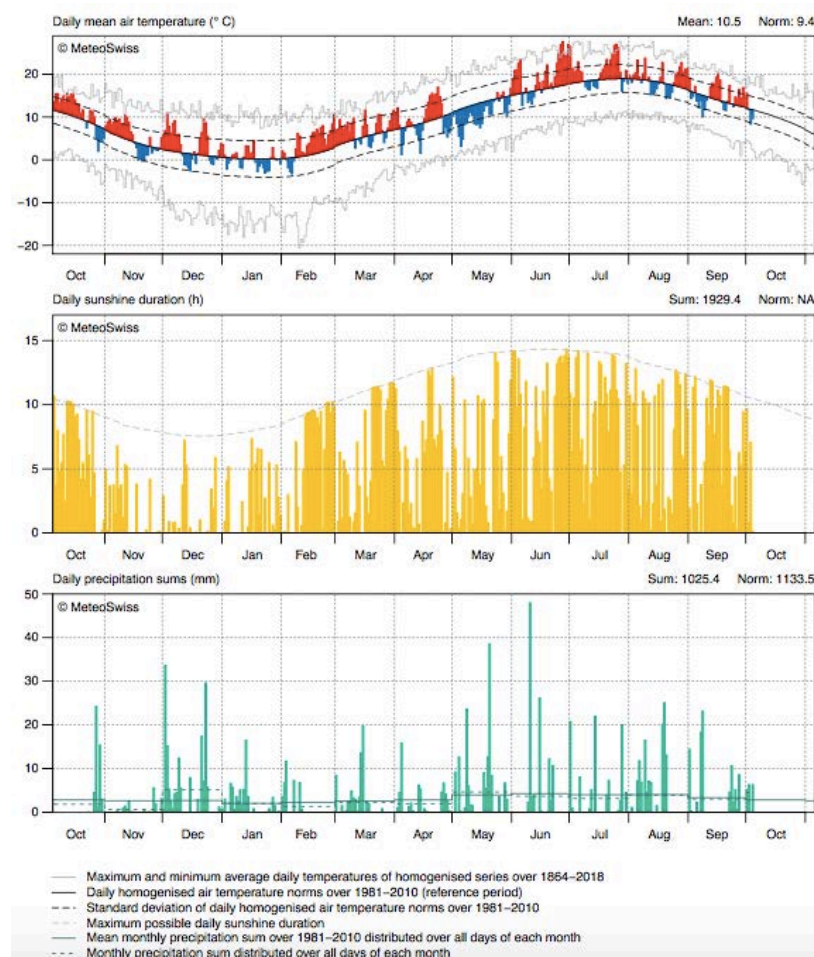 Daily mean air temperature (° C) Mean: 10.5 Norm: 9.4
© MeteoSwiss
20
10
0
−10
−20
Oct Nov Dec Jan Feb Mar Apr May Jun Jul Aug Sep Oct
Daily sunshine duration (h) Sum: 1929.4 Norm: NA
© MeteoSwiss
15
10
5
0
Oct Nov Dec Jan Feb Mar Apr May Jun Jul Aug Sep Oct
Daily precipitation sums (mm) Sum: 1025.4 Norm: 1133.5
© MeteoSwiss
50
40
30
20
10
0
Oct Nov Dec Jan Feb Mar Apr May Jun Jul Aug Sep Oct
Maximum and minimum average daily temperatures of homogenised series over 1864−2018
Daily homogenised air temperature norms over 1981−2010 (reference period)
Standard deviation of daily homogenised air temperature norms over 1981−2010
Maximum possible daily sunshine duration
Mean monthly precipitation sum over 1981−2010 distributed over all days of each month
Monthly precipitation sum distributed over all days of each month